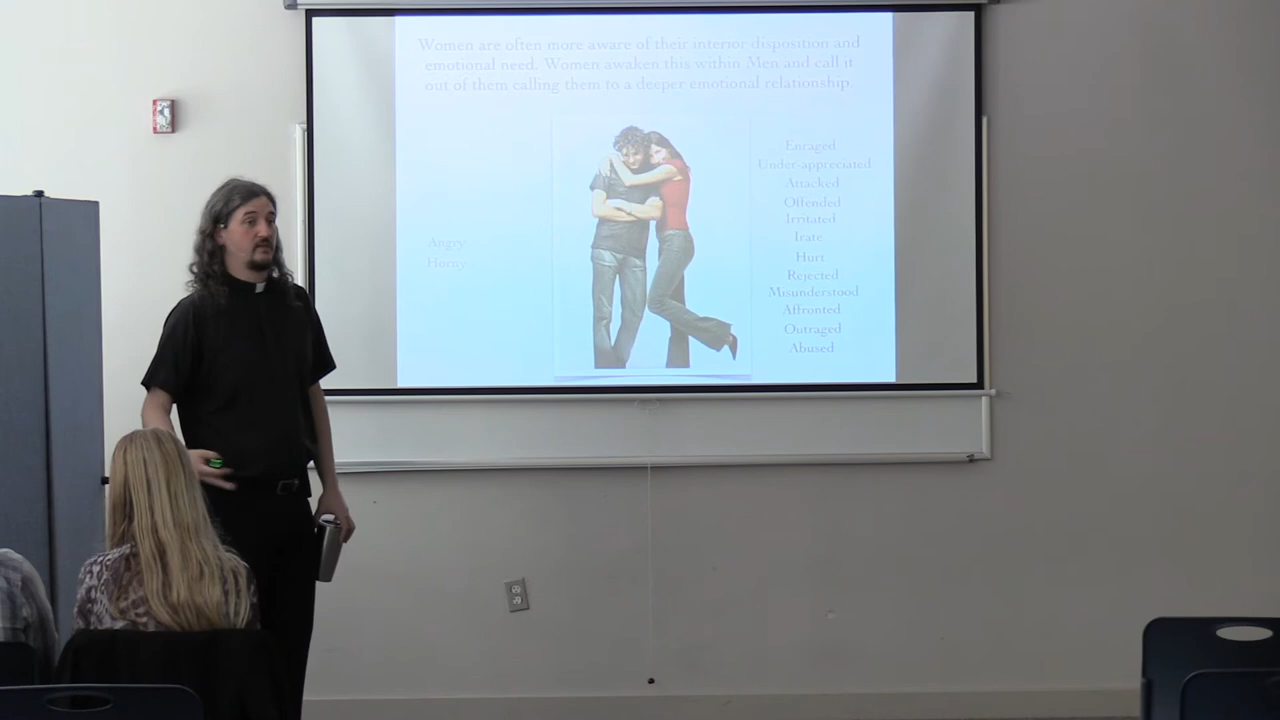 Women are often more aware of their interior disposition and
emotional need. Women awaken this within Men and call it
out of them calling them to a deeper emotional relationship.
Angry
Horny
Enraged
Under-appreciated
Attacked
Offended
Irritated
Irate
Hurt
Rejected
Misunderstood
Affronted
Outraged
Abused